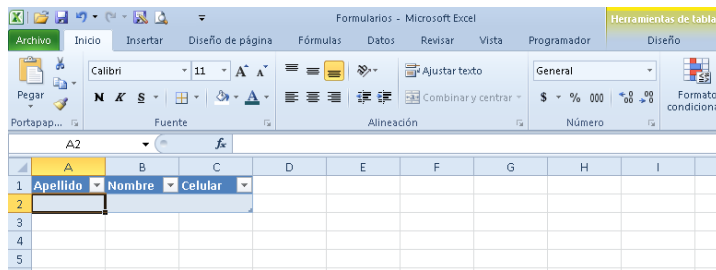 Formularios - Microsoft Excel
Herramientas de tabla
Archivo Inicio Insertar Diseño de página Fórmulas Datos Revisar Vista Programador Diseño
Calibri 11 A A Ajustar texto General
Pegar N K S A Combinar y centrar $ % 000 ,00 ,00 Formato
condiciona
Portapap... Fuente Alineación Número
A2 fx
A B C D E F G H I
1 Apellido Nombre Celular
2
3
4
5